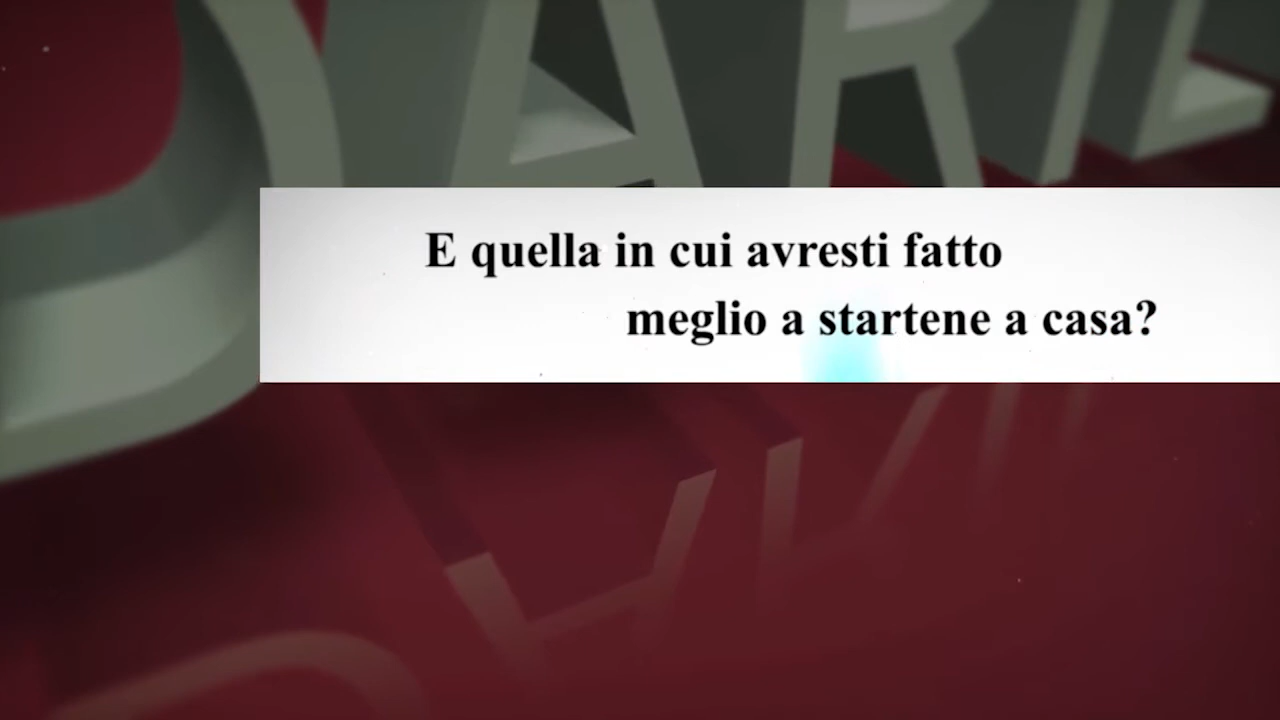 E quella in cui avresti fatto
meglio a startene a casa?